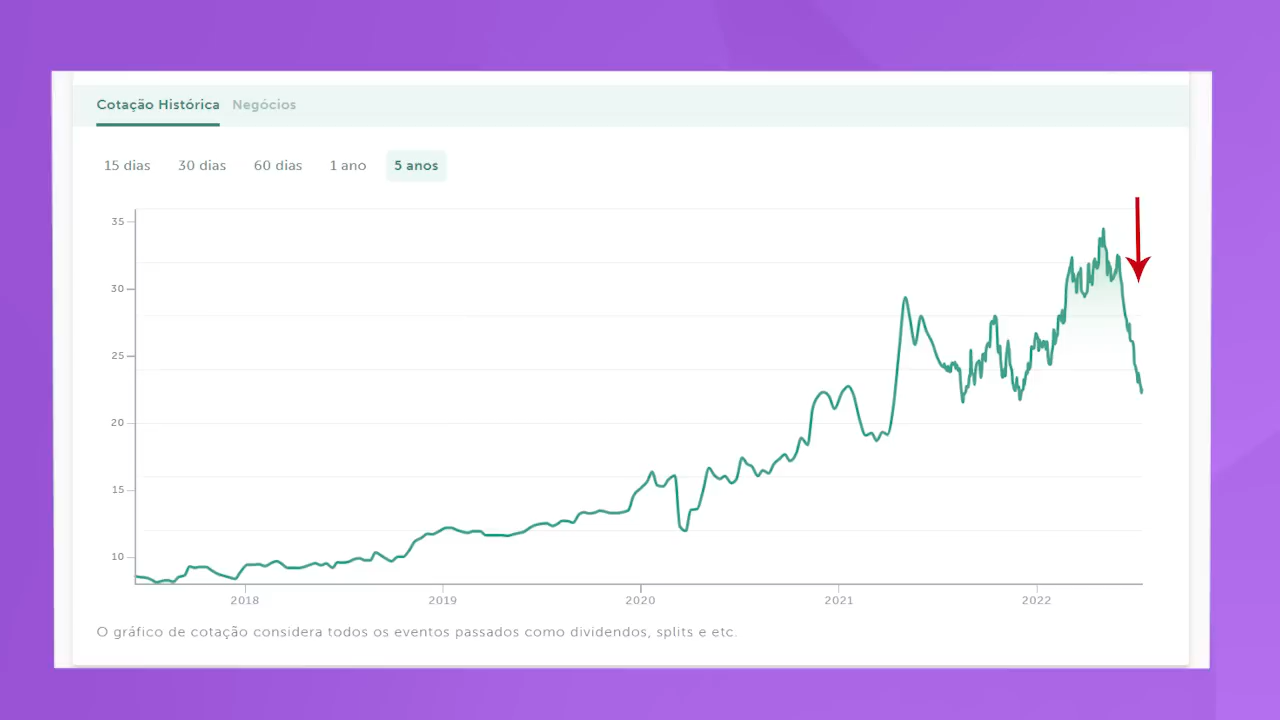 Cotação Histórica Negócios
15 dias 30 dias 60 dias 1 ano 5 anos
35
30
25
20
15
10
2018 2019 2020 2021 2022
O gráfico de cotação considera todos os eventos passados como dividendos, splits e etc.